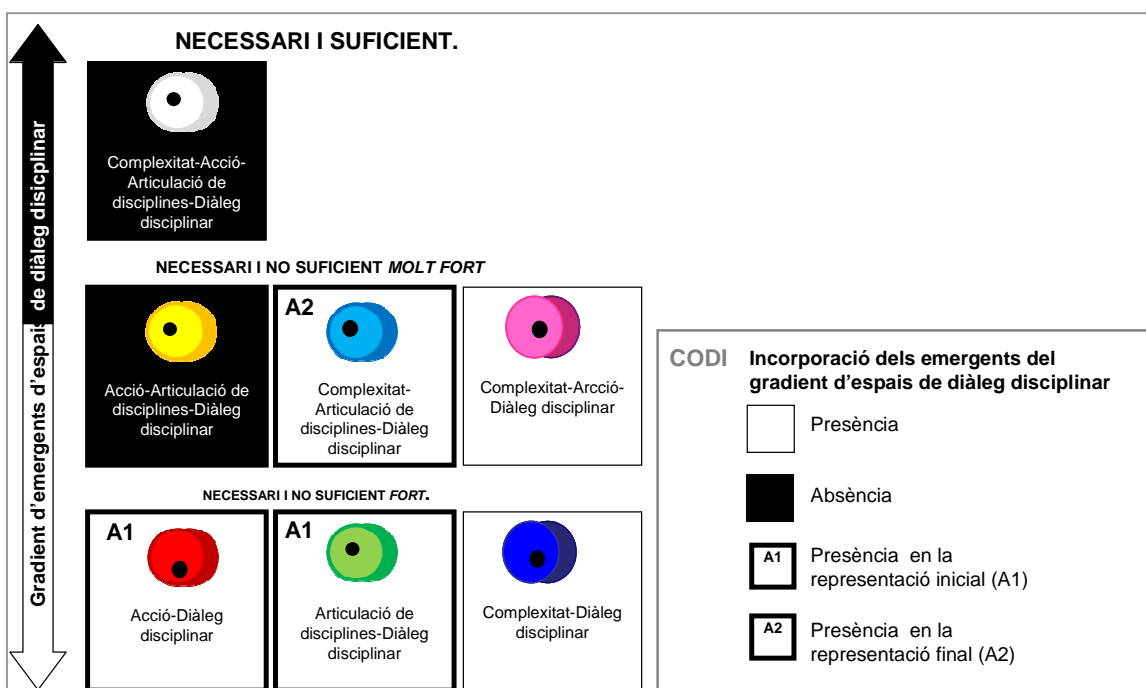 NECESSARI I SUFICIENT.
Gradient d’emergents d’espais de diàleg disicplinar
Complexitat-Acció-
Articulació de
disciplines-Diàleg
disciplinar
NECESSARI I NO SUFICIENT MOLT FORT
Acció-Articulació de
disciplines-Diàleg
disciplinar
A2
Complexitat-
Articulació de
disciplines-Diàleg
disciplinar
Complexitat-Arcció-
Diàleg disciplinar
NECESSARI I NO SUFICIENT FORT.
A1
Acció-Diàleg
disciplinar
A1
Articulació de
disciplines-Diàleg
disciplinar
Complexitat-Diàleg
disciplinar
CODI
Incorporació dels emergents del
gradient d’espais de diàleg disciplinar
Presència
Absència
A1
Presència en la
representació inicial (A1)
A2
Presència en la
representació final (A2)